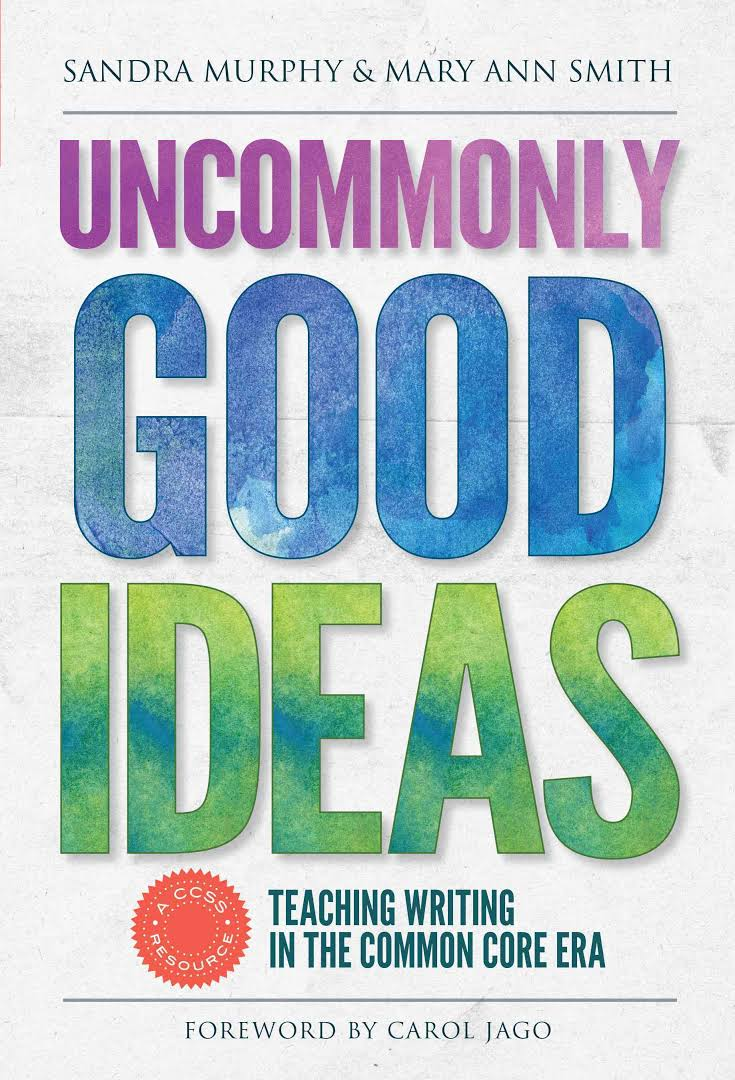 SANDRA MURPHY & MARY ANN SMITH
UNCOMMONLY
GOOD
IDEAS
A CCSS
RESOURCE
TEACHING WRITING
IN THE COMMON CORE ERA
FOREWORD BY CAROL JAGO